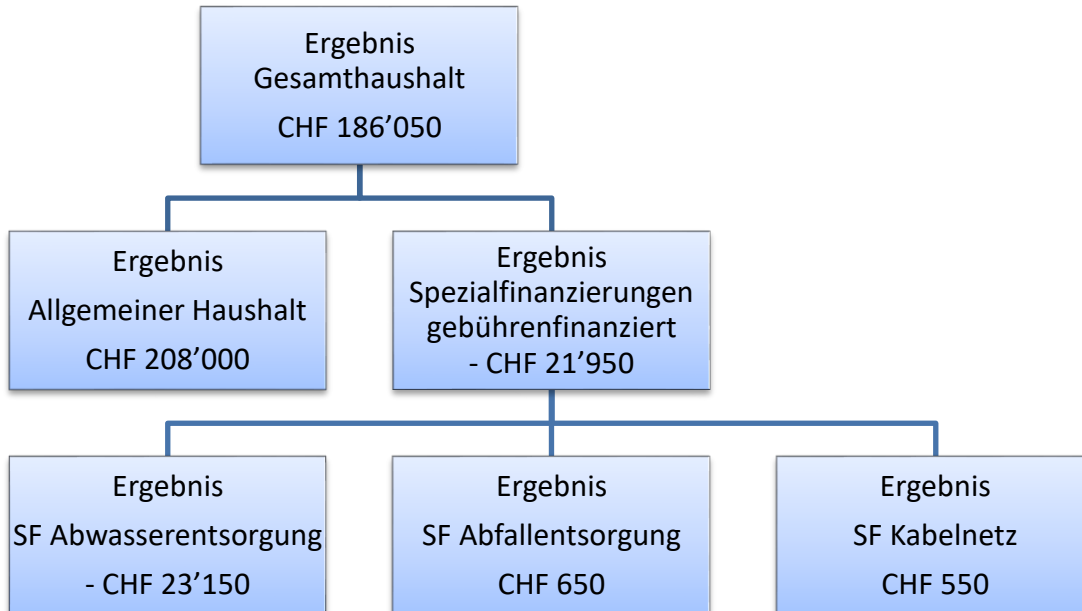 Ergebnis
Gesamthaushalt
CHF 186’050
Ergebnis
Allgemeiner Haushalt
CHF 208’000
Ergebnis
Spezialfinanzierungen
gebührenfinanziert
- CHF 21’950
Ergebnis
SF Abwasserentsorgung
- CHF 23’150
Ergebnis
SF Abfallentsorgung
CHF 650
Ergebnis
SF Kabelnetz
CHF 550